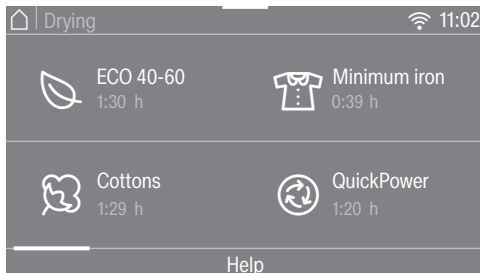 Drying 11:02
ECO 40-60 Minimum iron
1:30 h 0:39 h
Cottons QuickPower
1:29 h 1:20 h
Help